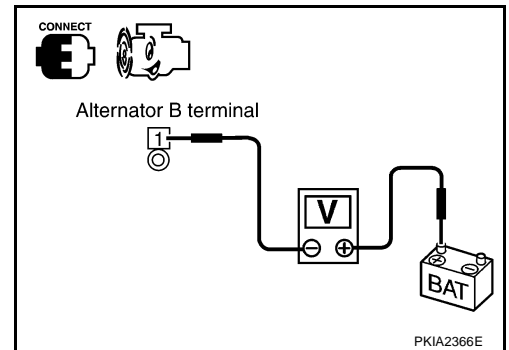 CONNECT
Alternator B terminal
1
V
− +
+ −
BAT
PKIA2366E